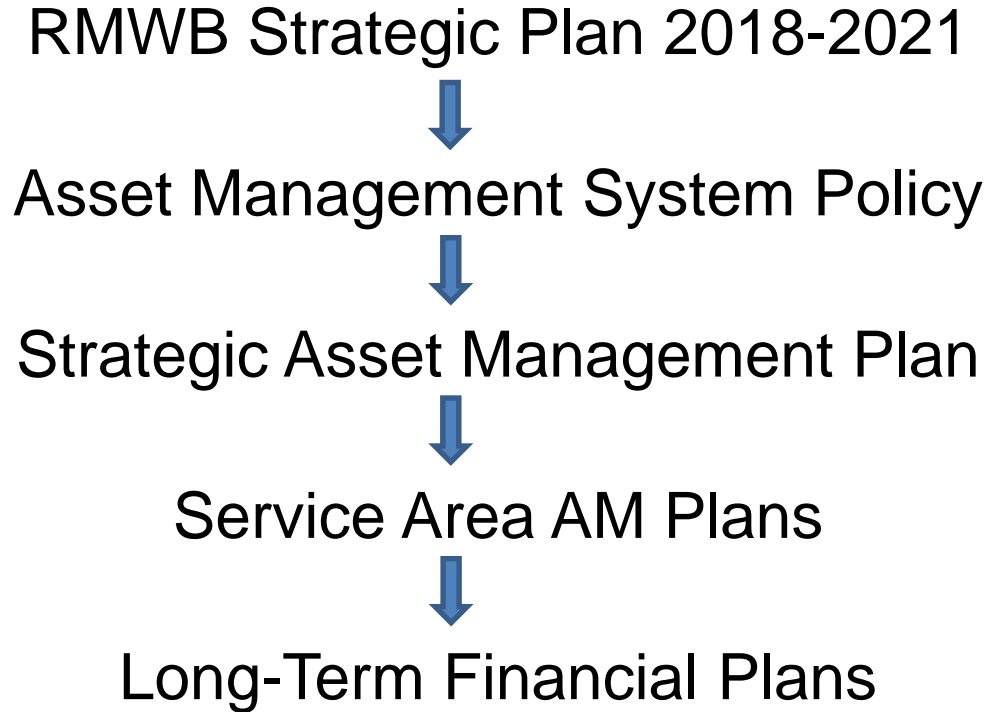 RMWB Strategic Plan 2018-2021
Asset Management System Policy
Strategic Asset Management Plan
Service Area AM Plans
Long-Term Financial Plans